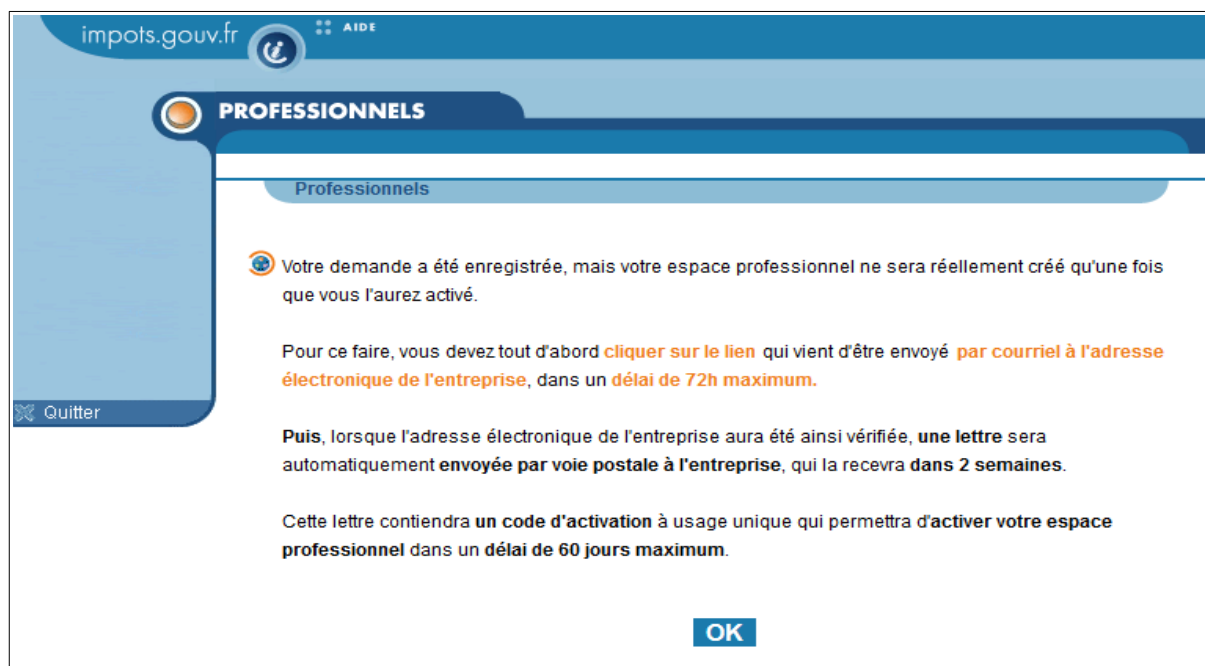 impots.gouv.fr
AIDE
PROFESSIONNELS
Professionnels
Votre demande a été enregistrée, mais votre espace professionnel ne sera réellement créé qu'une fois
que vous l'aurez activé.
Pour ce faire, vous devez tout d'abord cliquer sur le lien qui vient d'être envoyé par courriel à l'adresse
électronique de l'entreprise, dans un délai de 72h maximum.
Quitter
Puis, lorsque l'adresse électronique de l'entreprise aura été ainsi vérifiée, une lettre sera
automatiquement envoyée par voie postale à l'entreprise, qui la recevra dans 2 semaines.
Cette lettre contiendra un code d'activation à usage unique qui permettra d'activer votre espace
professionnel dans un délai de 60 jours maximum.
OK